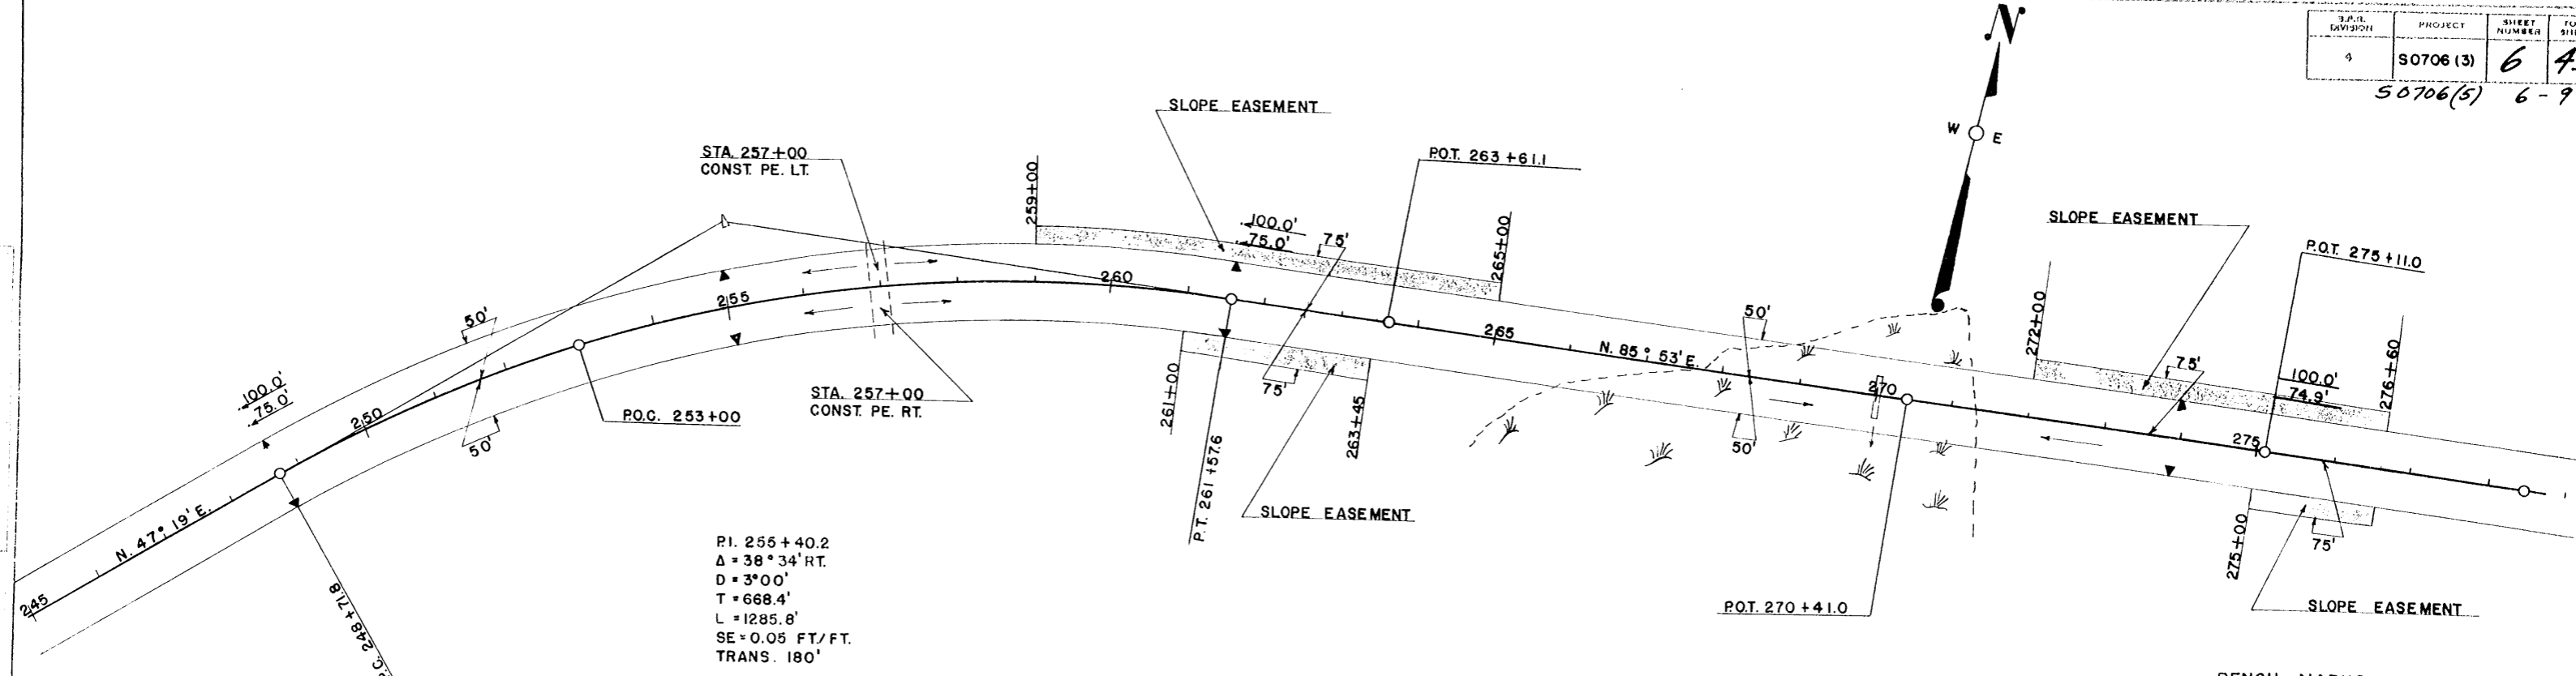 B.P.R. DIVISION PROJECT SHEET NUMBER
4 S0706 (3) 6
S0706(5) 6-9
N
W E
SLOPE EASEMENT
STA. 257+00
CONST. PE. LT.
P.O.T. 263+61.1
259+00
100.0'
75.0'
75'
265+00
SLOPE EASEMENT
P.O.T. 275+11.0
260
255
50'
272+00
75'
100.0'
74.9'
276+60
50'
265
N. 85° 53' E.
100.0'
75.0'
250
P.O.C. 253+00
STA. 257+00
CONST. PE. RT.
261+00
75'
263+45
270
275
50'
50'
P.T. 261+57.6
SLOPE EASEMENT
N. 47° 19' E.
245
P.C. 248+71.8
P.I. 255+40.2
Δ = 38° 34' RT.
D = 3°00'
T = 668.4'
L = 1285.8'
SE = 0.05 FT./FT.
TRANS. 180'
P.O.T. 270+41.0
275+00
75'
SLOPE EASEMENT